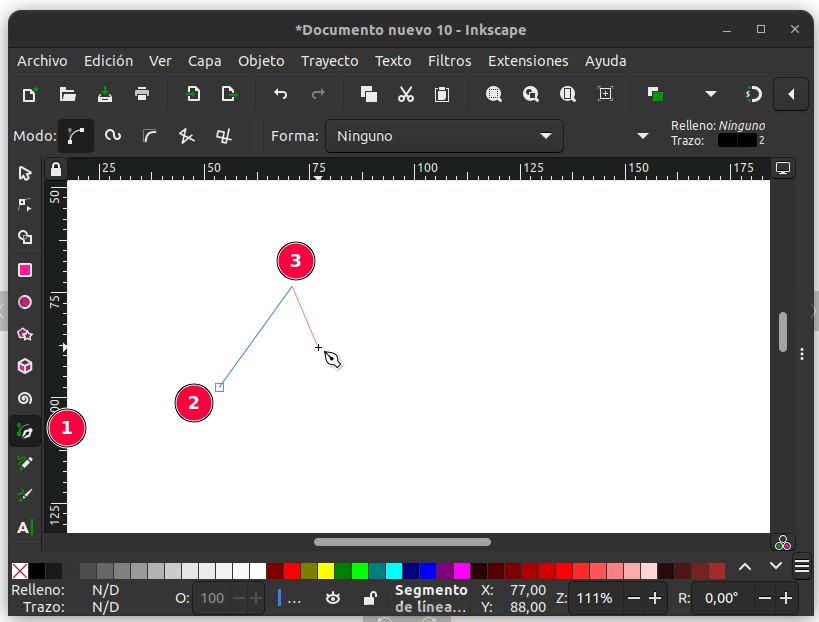 *Documento nuevo 10 - Inkscape
Archivo Edición Ver Capa Objeto Trayecto Texto Filtros Extensiones Ayuda
Modo: Forma: Ninguno Relleno: Ninguno
Trazo: 2
25 50 75 100 125 150 175
50
75
100
125
3
2
1
A
Relleno: N/D O: 100 ... Segmento X: 77,00 Z: 111% R: 0,00°
Trazo: N/D de línea... Y: 88,00